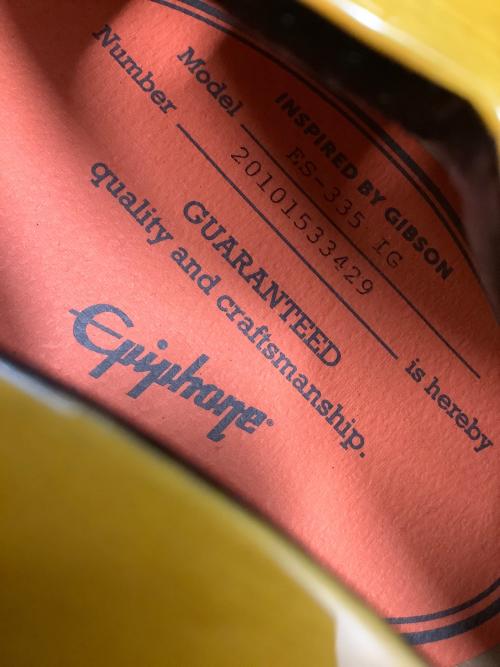 INSPIRED BY GIBSON
Model ES-335 IG
Number 20101533429 is hereby
GUARANTEED
quality and craftsmanship.
Epiphone